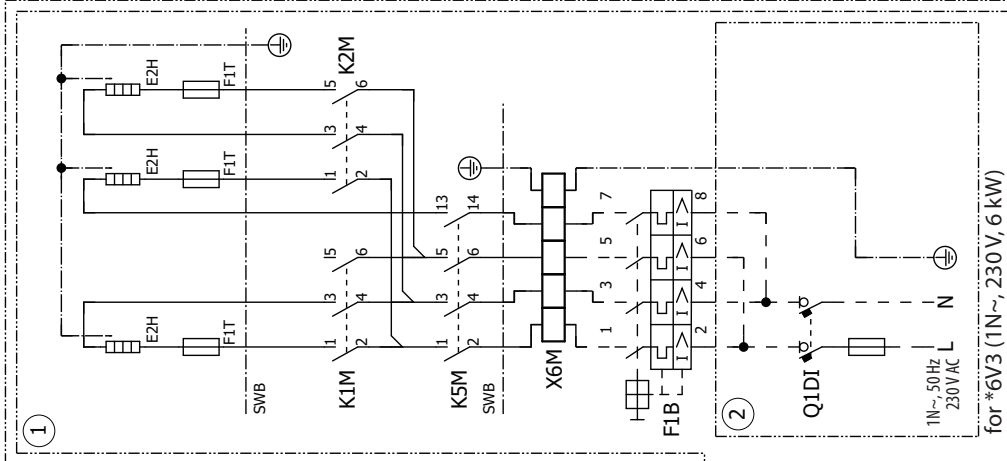 1
E2H
F1T
E2H
F1T
E2H
F1T
SWB
K2M
1 3 5
2 4 6
K1M
1 3 5
2 4 6
K5M
1 3 5 13
2 4 6 14
SWB
X6M
1 3 5 7
F1B
I> I> I> I>
2 4 6 8
2
Q1DI
L N
1N~, 50 Hz
230 V AC
for *6V3 (1N~, 230 V, 6 kW)